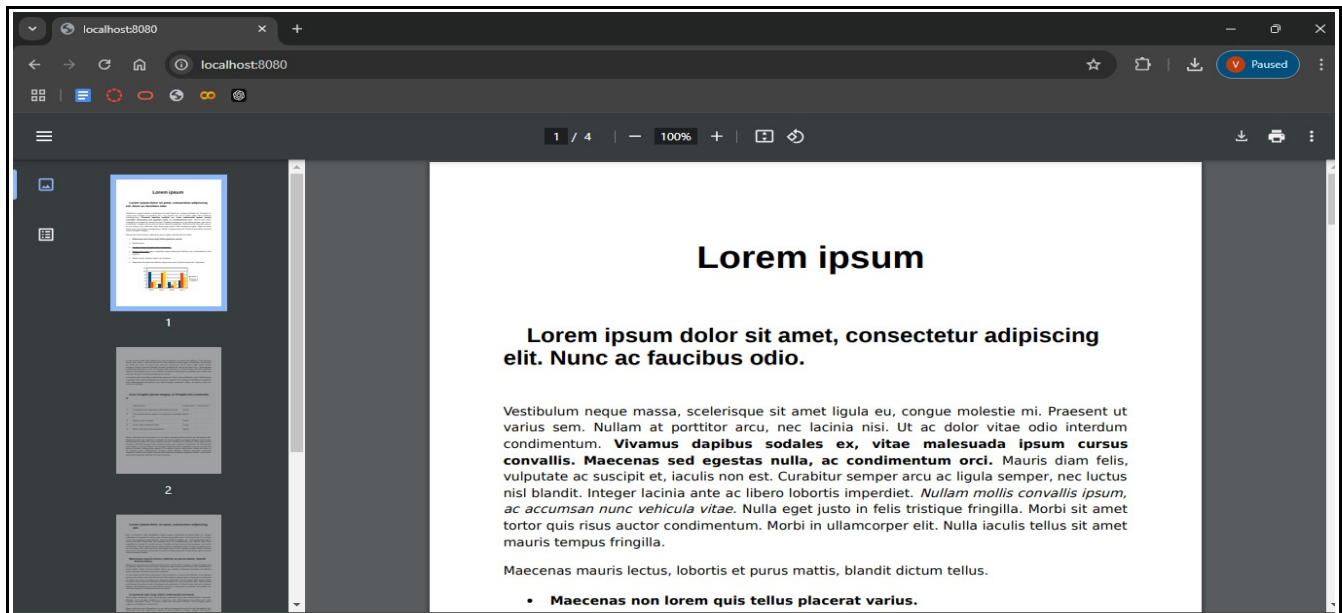 localhost:8080
localhost:8080
V Paused
1 / 4 100%
Lorem ipsum
1
2
Lorem ipsum
Lorem ipsum dolor sit amet, consectetur adipiscing
elit. Nunc ac faucibus odio.
Vestibulum neque massa, scelerisque sit amet ligula eu, congue molestie mi. Praesent ut
varius sem. Nullam at porttitor arcu, nec lacinia nisi. Ut ac dolor vitae odio interdum
condimentum. Vivamus dapibus sodales ex, vitae malesuada ipsum cursus
convallis. Maecenas sed egestas nulla, ac condimentum orci. Mauris diam felis,
vulputate ac suscipit et, iaculis non est. Curabitur semper arcu ac ligula semper, nec luctus
nisl blandit. Integer lacinia ante ac libero lobortis imperdiet. Nullam mollis convallis ipsum,
ac accumsan nunc vehicula vitae. Nulla eget justo in felis tristique fringilla. Morbi sit amet
tortor quis risus auctor condimentum. Morbi in ullamcorper elit. Nulla iaculis tellus sit amet
mauris tempus fringilla.
Maecenas mauris lectus, lobortis et purus mattis, blandit dictum tellus.
• Maecenas non lorem quis tellus placerat varius.